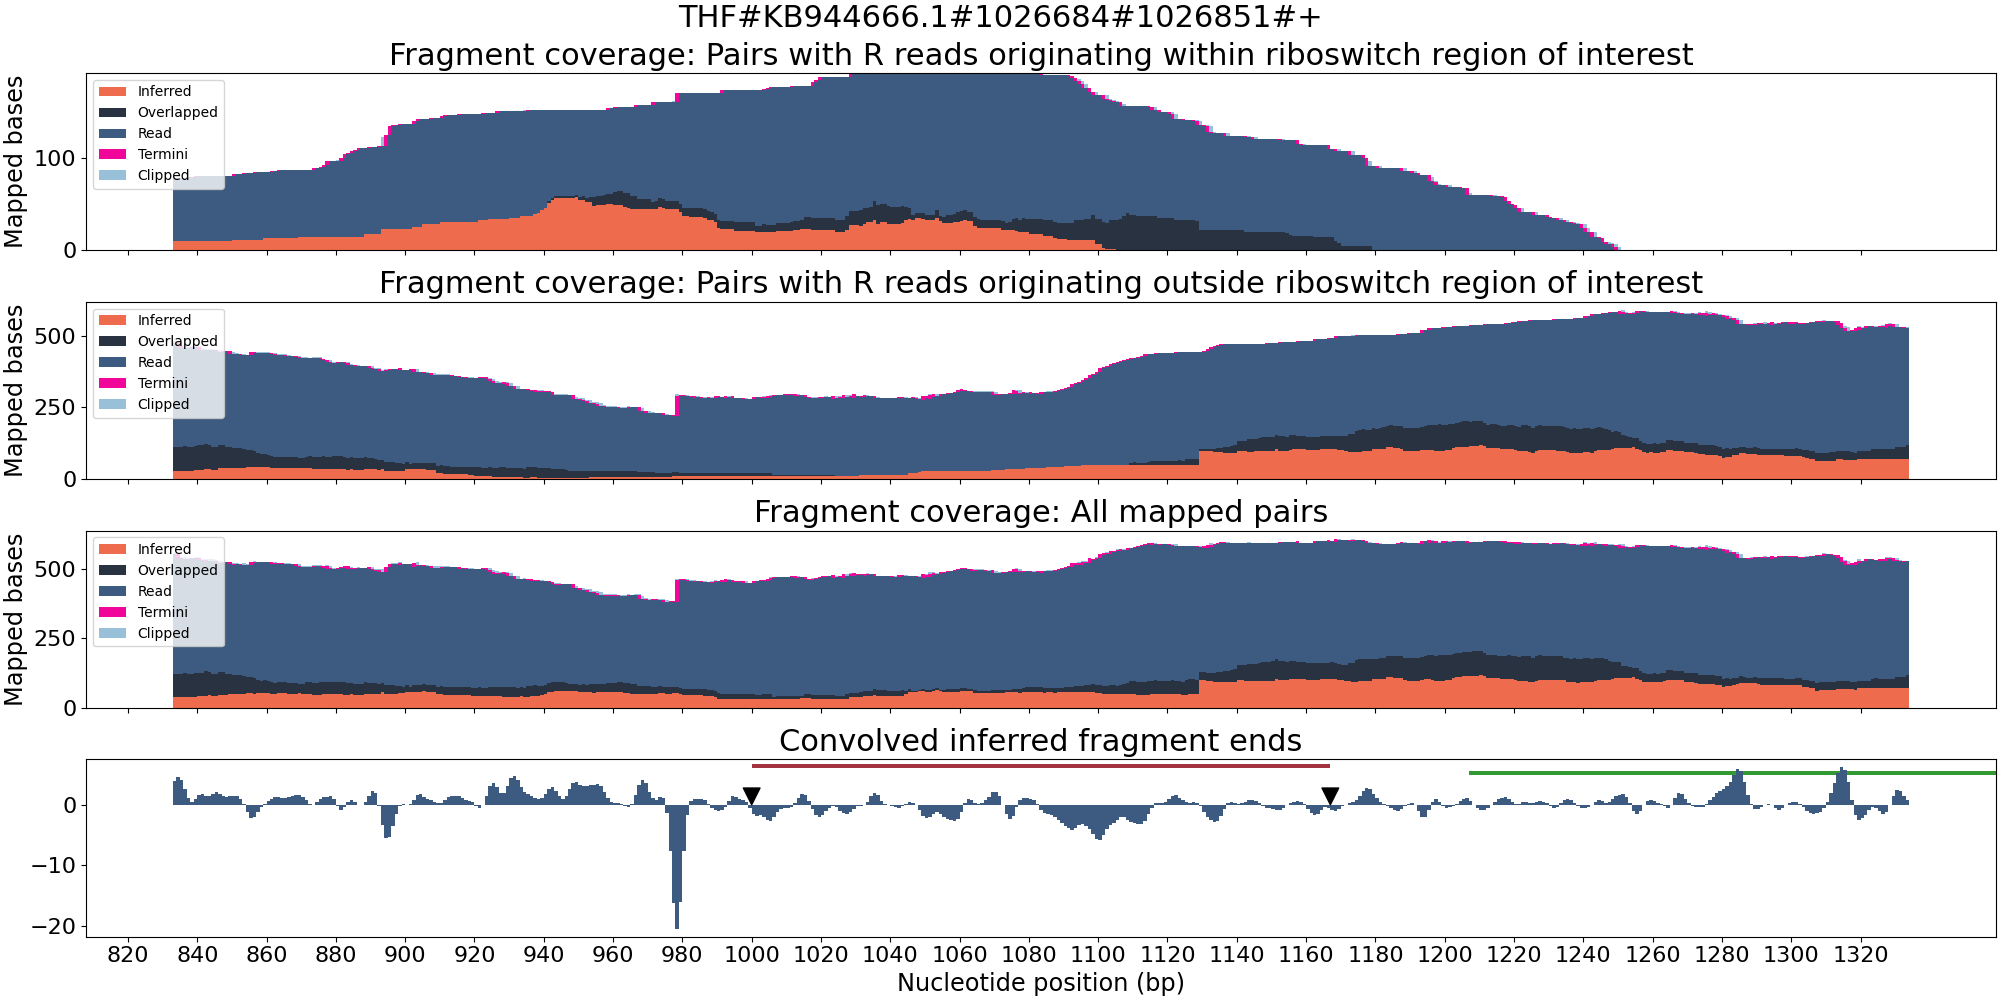 THF#KB944666.1#1026684#1026851#+
Fragment coverage: Pairs with R reads originating within riboswitch region of interest
Mapped bases
100
0
Inferred
Overlapped
Read
Termini
Clipped
Fragment coverage: Pairs with R reads originating outside riboswitch region of interest
Mapped bases
500
250
0
Inferred
Overlapped
Read
Termini
Clipped
Fragment coverage: All mapped pairs
Mapped bases
500
250
0
Inferred
Overlapped
Read
Termini
Clipped
Convolved inferred fragment ends
0
−10
−20
820 840 860 880 900 920 940 960 980 1000 1020 1040 1060 1080 1100 1120 1140 1160 1180 1200 1220 1240 1260 1280 1300 1320
Nucleotide position (bp)